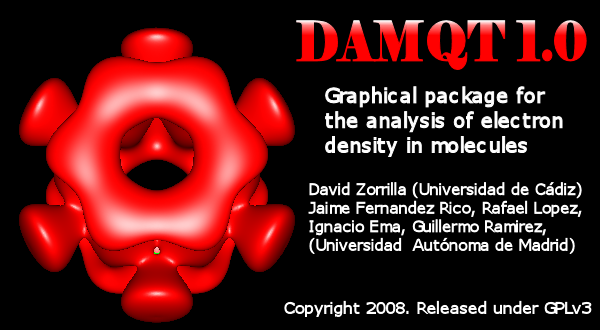 DAMQT 1.0
Graphical package for
the analysis of electron
density in molecules
David Zorrilla (Universidad de Cádiz)
Jaime Fernandez Rico, Rafael Lopez,
Ignacio Ema, Guillermo Ramirez,
(Universidad Autónoma de Madrid)
Copyright 2008. Released under GPLv3